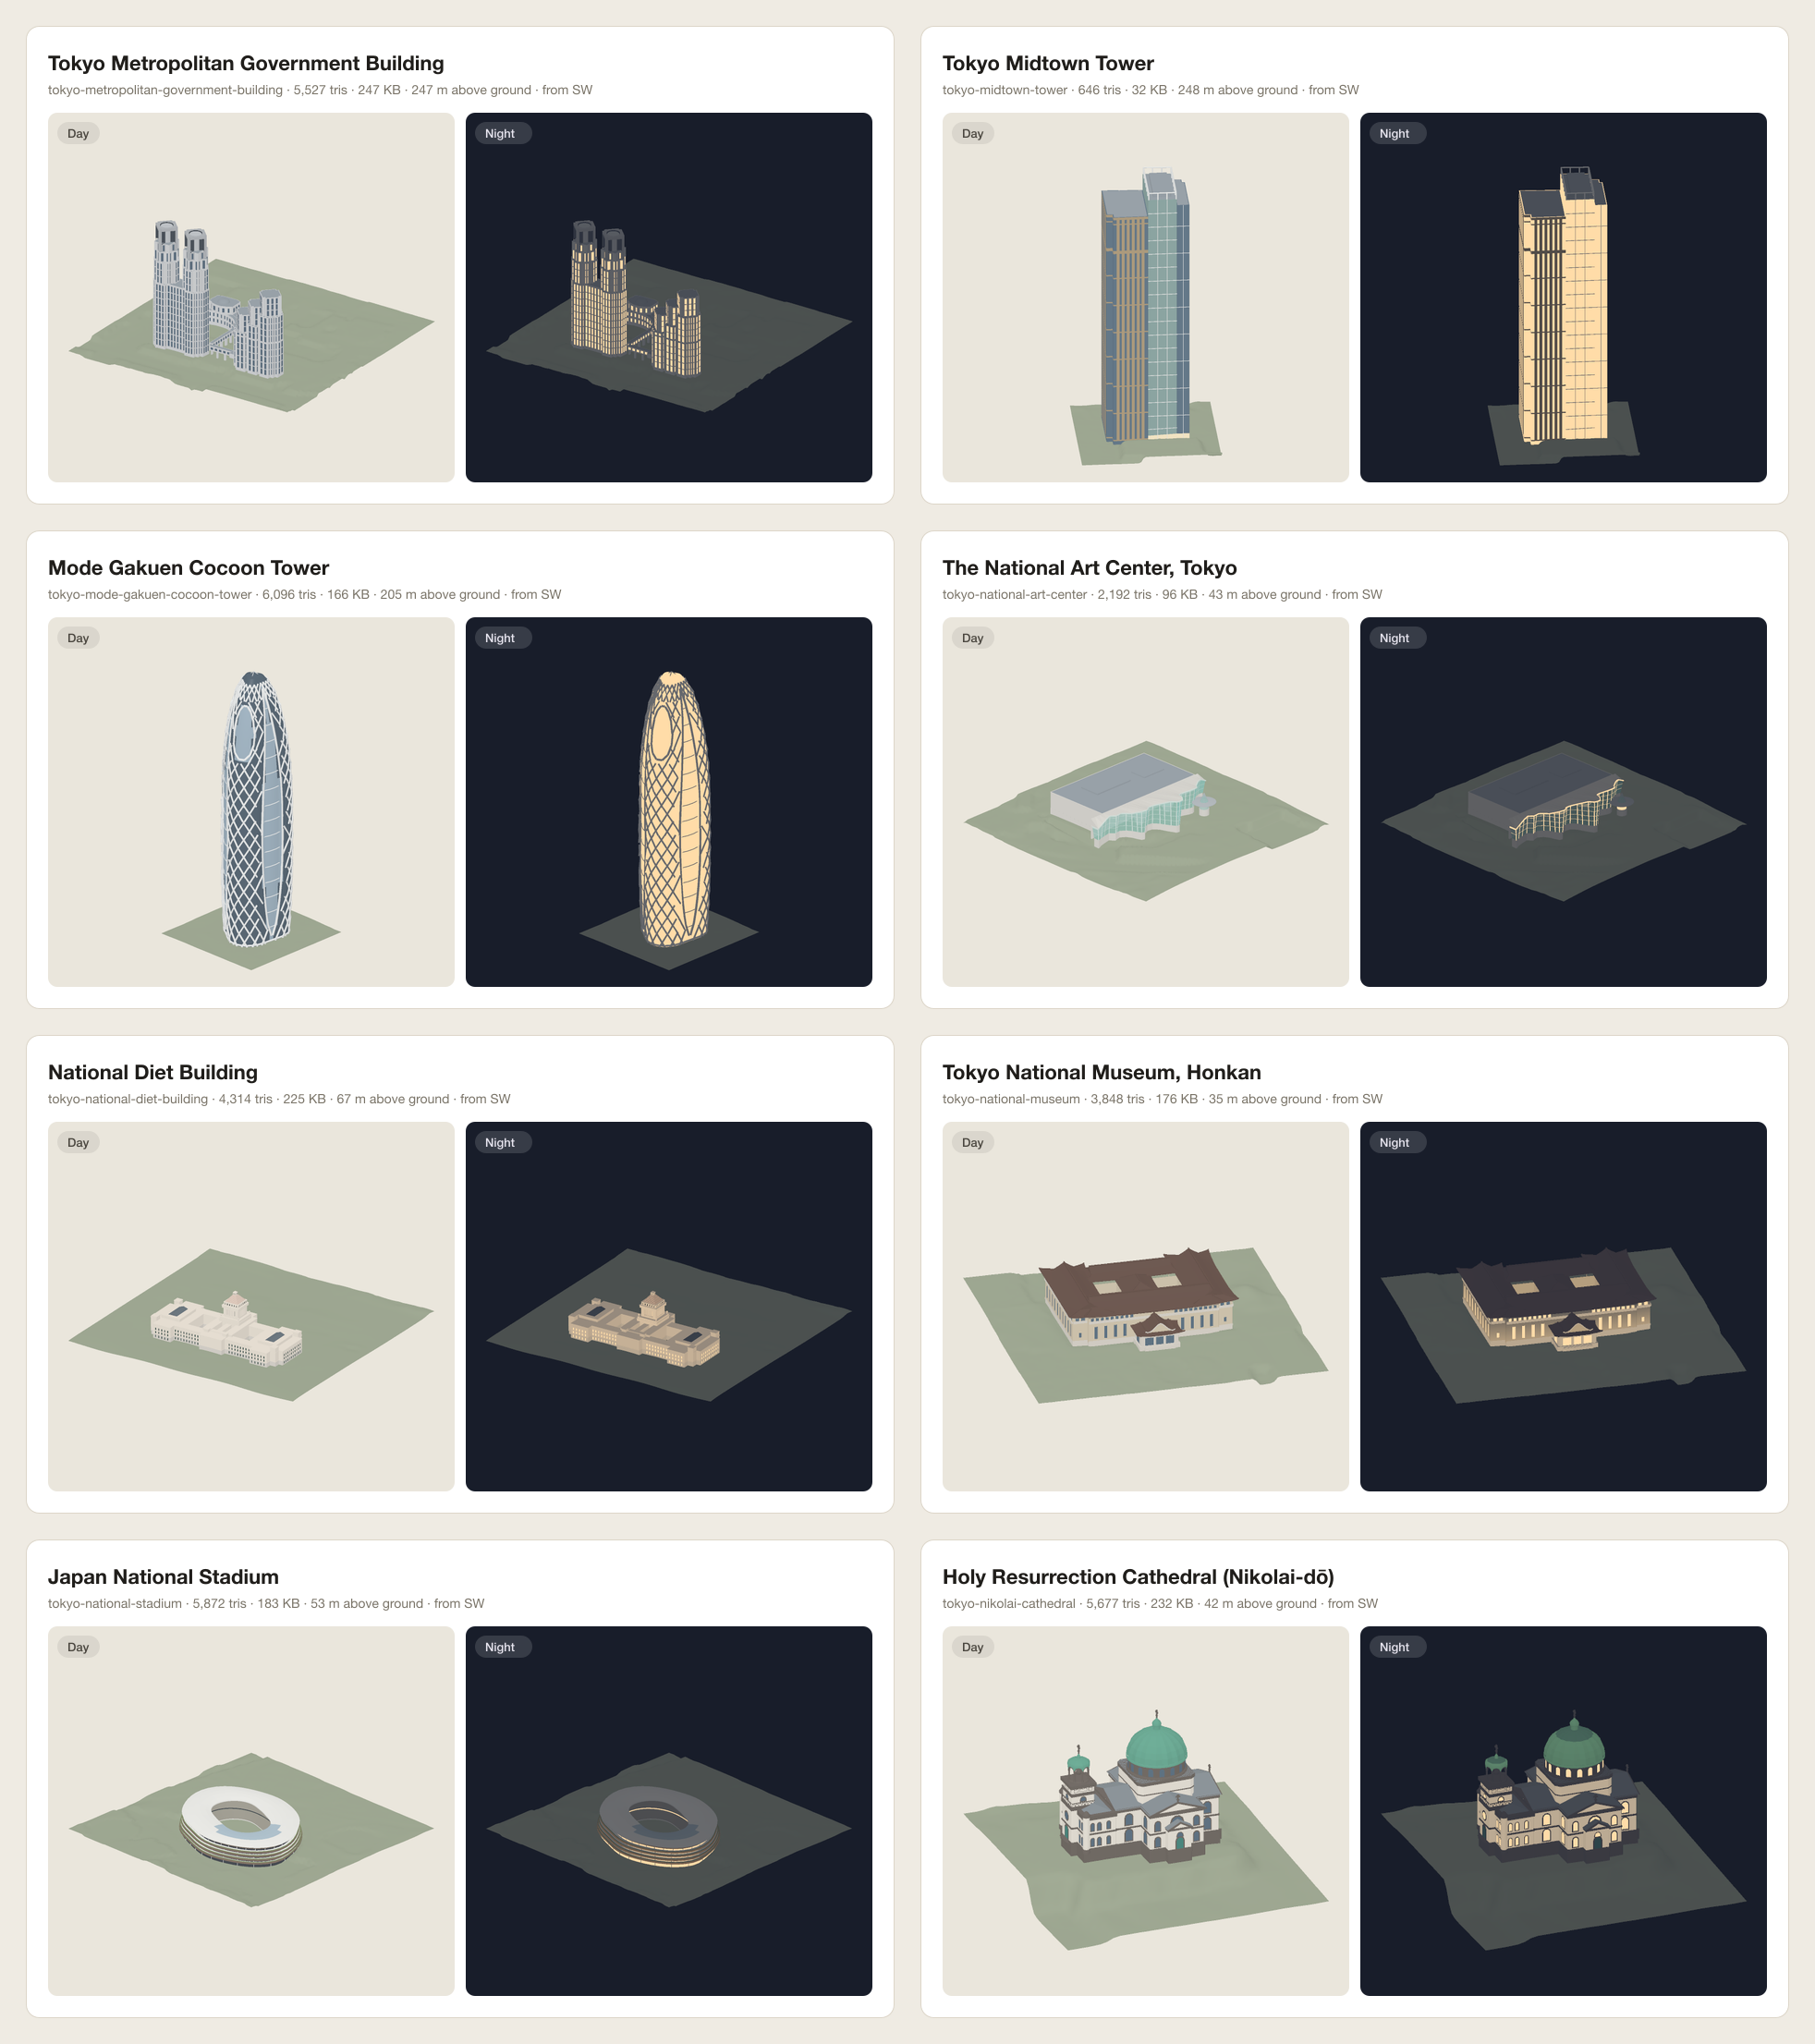 Tokyo Metropolitan Government Building
tokyo-metropolitan-government-building · 5,527 tris · 247 KB · 247 m above ground · from SW
Day
Night
Tokyo Midtown Tower
tokyo-midtown-tower · 646 tris · 32 KB · 248 m above ground · from SW
Day
Night
Mode Gakuen Cocoon Tower
tokyo-mode-gakuen-cocoon-tower · 6,096 tris · 166 KB · 205 m above ground · from SW
Day
Night
The National Art Center, Tokyo
tokyo-national-art-center · 2,192 tris · 96 KB · 43 m above ground · from SW
Day
Night
National Diet Building
tokyo-national-diet-building · 4,314 tris · 225 KB · 67 m above ground · from SW
Day
Night
Tokyo National Museum, Honkan
tokyo-national-museum · 3,848 tris · 176 KB · 35 m above ground · from SW
Day
Night
Japan National Stadium
tokyo-national-stadium · 5,872 tris · 183 KB · 53 m above ground · from SW
Day
Night
Holy Resurrection Cathedral (Nikolai-dō)
tokyo-nikolai-cathedral · 5,677 tris · 232 KB · 42 m above ground · from SW
Day
Night